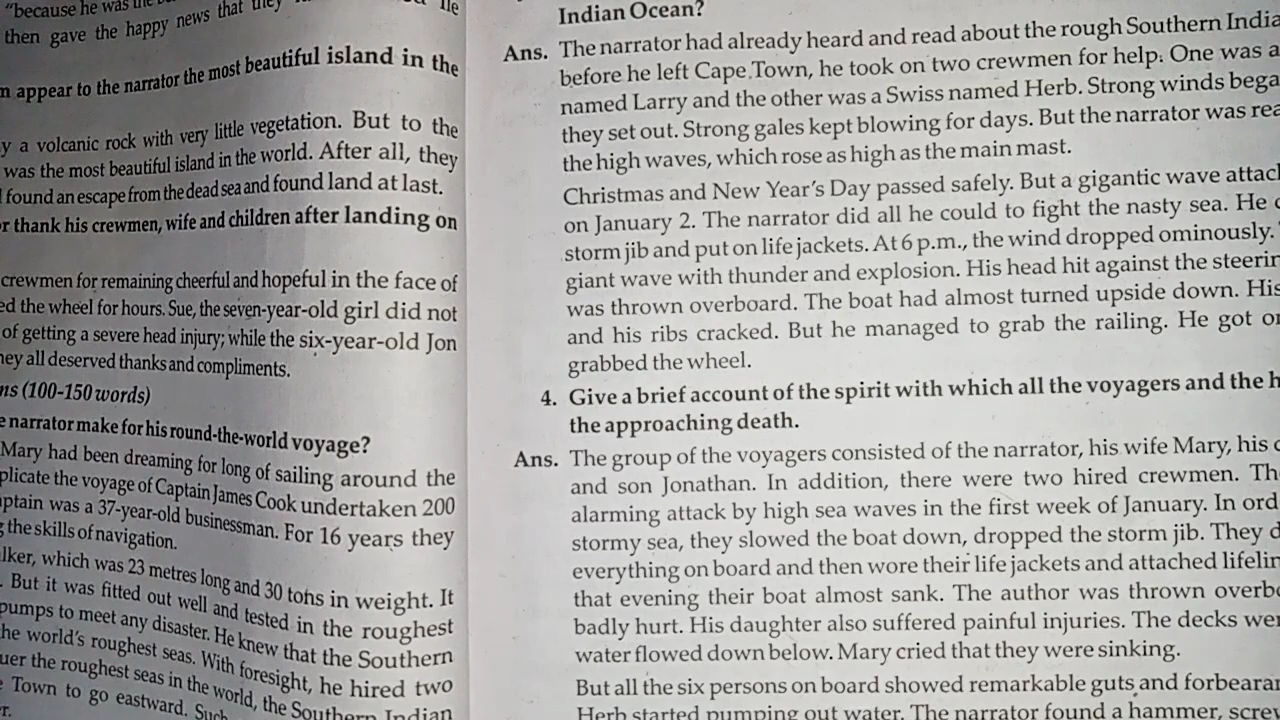 "because he was
then gave the happy news that they
appear to the narrator the most beautiful island in the
y a volcanic rock with very little vegetation. But to the
was the most beautiful island in the world. After all, they
found an escape from the dead sea and found land at last.
r thank his crewmen, wife and children after landing on
crewmen for remaining cheerful and hopeful in the face of
ed the wheel for hours. Sue, the seven-year-old girl did not
of getting a severe head injury; while the six-year-old Jon
hey all deserved thanks and compliments.
ns (100-150 words)
e narrator make for his round-the-world voyage?
Mary had been dreaming for long of sailing around the
plicate the voyage of Captain James Cook undertaken 200
aptain was a 37-year-old businessman. For 16 years they
g the skills of navigation.
lker, which was 23 metres long and 30 tons in weight. It
. But it was fitted out well and tested in the roughest
pumps to meet any disaster. He knew that the Southern
he world's roughest seas. With foresight, he hired two
uer the roughest seas in the world, the Southern Indian
e Town to go eastward. Such
r.
Indian Ocean?
Ans. The narrator had already heard and read about the rough Southern India
before he left Cape Town, he took on two crewmen for help. One was a
named Larry and the other was a Swiss named Herb. Strong winds bega
they set out. Strong gales kept blowing for days. But the narrator was rea
the high waves, which rose as high as the main mast.
Christmas and New Year's Day passed safely. But a gigantic wave attac
on January 2. The narrator did all he could to fight the nasty sea. He
storm jib and put on life jackets. At 6 p.m., the wind dropped ominously.
giant wave with thunder and explosion. His head hit against the steerin
was thrown overboard. The boat had almost turned upside down. His
and his ribs cracked. But he managed to grab the railing. He got on
grabbed the wheel.
4. Give a brief account of the spirit with which all the voyagers and the h
the approaching death.
Ans. The group of the voyagers consisted of the narrator, his wife Mary, his
and son Jonathan. In addition, there were two hired crewmen. Th
alarming attack by high sea waves in the first week of January. In ord
stormy sea, they slowed the boat down, dropped the storm jib. They
everything on board and then wore their life jackets and attached lifelin
that evening their boat almost sank. The author was thrown overbo
badly hurt. His daughter also suffered painful injuries. The decks wer
water flowed down below. Mary cried that they were sinking.
But all the six persons on board showed remarkable guts and forbearan
Herb started pumping out water. The narrator found a hammer, screw